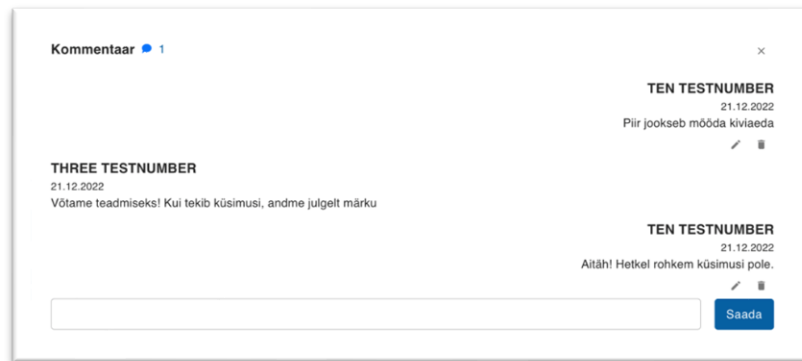 Kommentaar 1
×
TEN TESTNUMBER
21.12.2022
Piir jookseb mööda kiviaeda
THREE TESTNUMBER
21.12.2022
Võtame teadmiseks! Kui tekib küsimusi, andme julgelt märku
TEN TESTNUMBER
21.12.2022
Aitäh! Hetkel rohkem küsimusi pole.
Saada